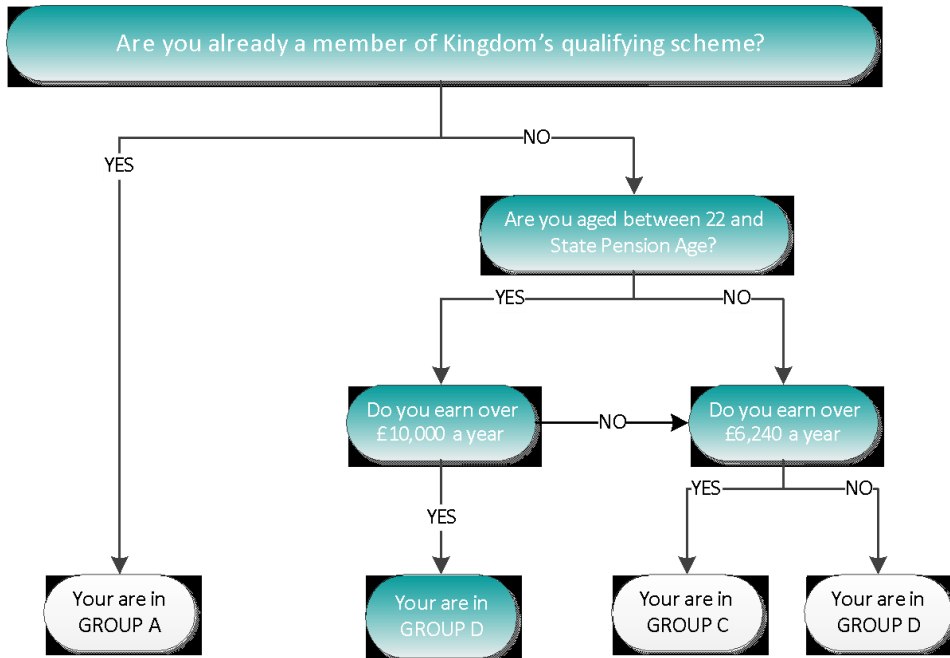 Are you already a member of Kingdom's qualifying scheme?
YES
NO
Are you aged between 22 and
State Pension Age?
YES
NO
Do you earn over
£10,000 a year
NO
Do you earn over
£6,240 a year
YES
YES
NO
Your are in
GROUP A
Your are in
GROUP D
Your are in
GROUP C
Your are in
GROUP D